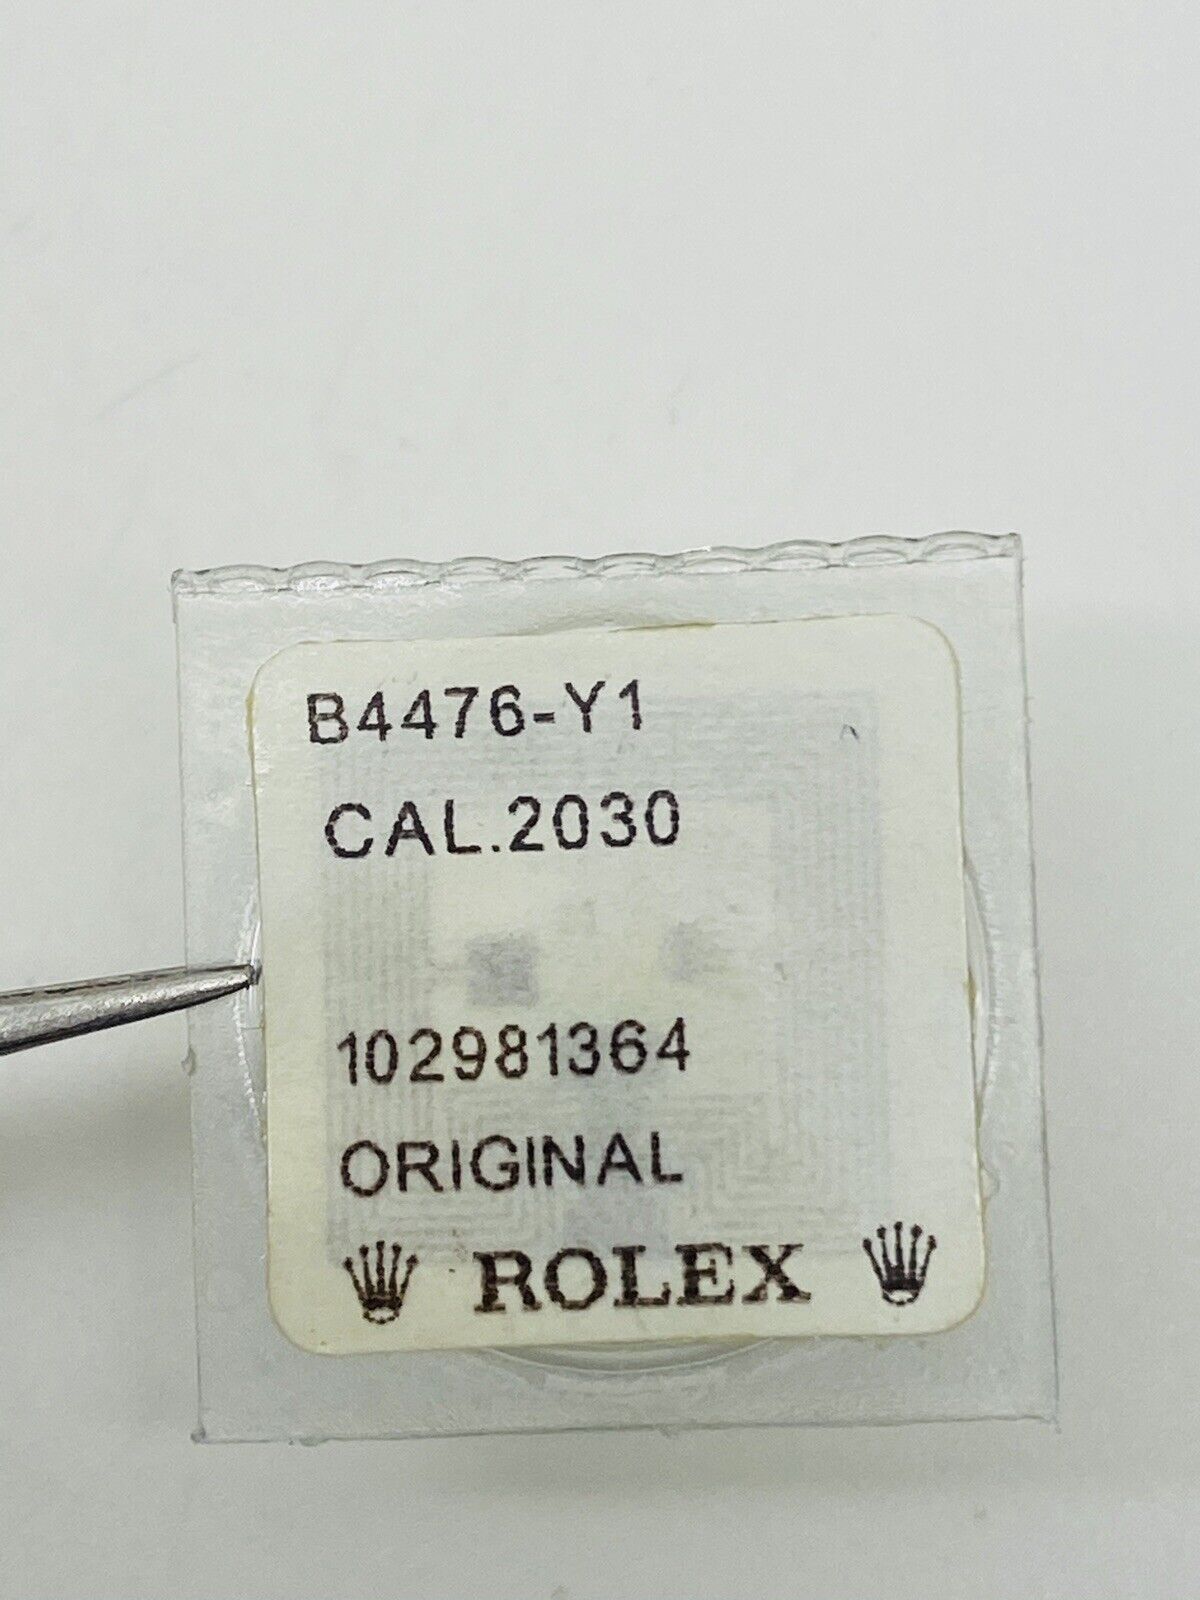 B4476-Y1
CAL.2030
102981364
ORIGINAL
ROLEX